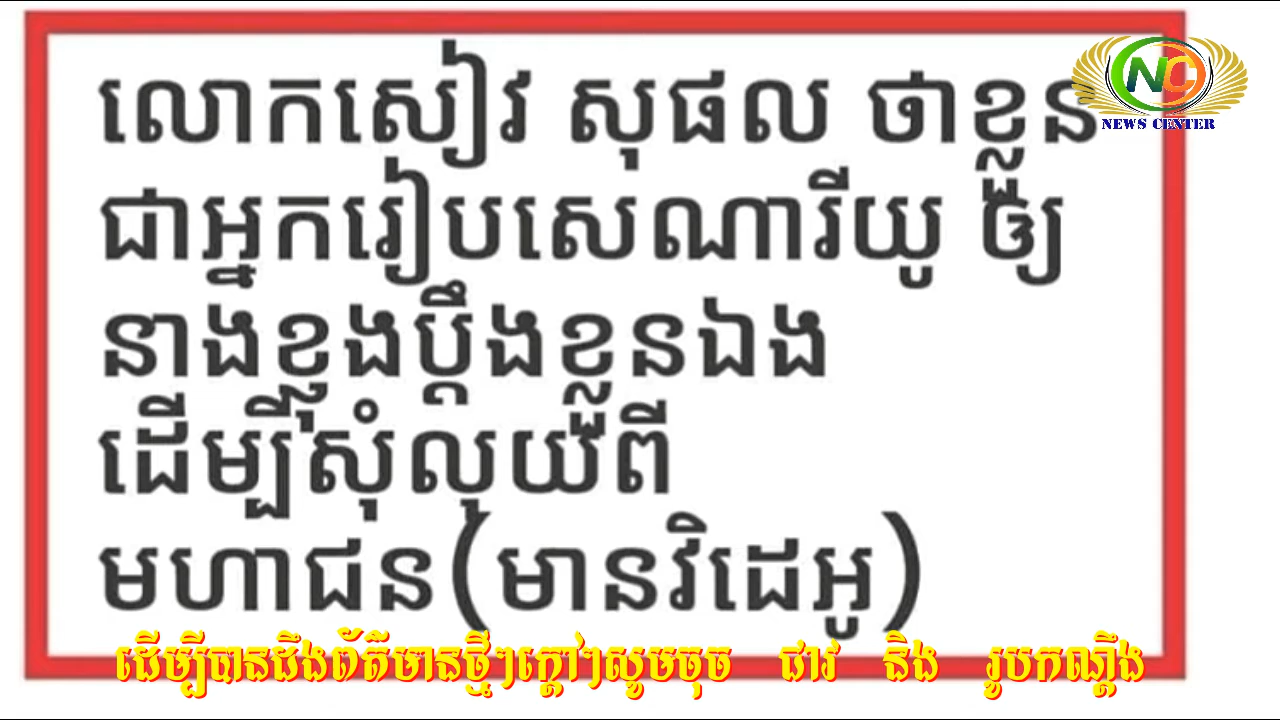 លោកសៀវ សុផល ថាខ្លួន
ជាអ្នករៀបសេណារីយូ ឲ្យ
នាងខ្ញុងប្ដឹងខ្លួនឯង
ដើម្បីសុំលុយពី
មហាជន(មានវិដេអូ)
NC
NEWS CENTER
ដើម្បីបានដឹងព័ត៌មានថ្មីៗក្តៅៗសូមចុច ជាវ និង រូបកណ្តឹង